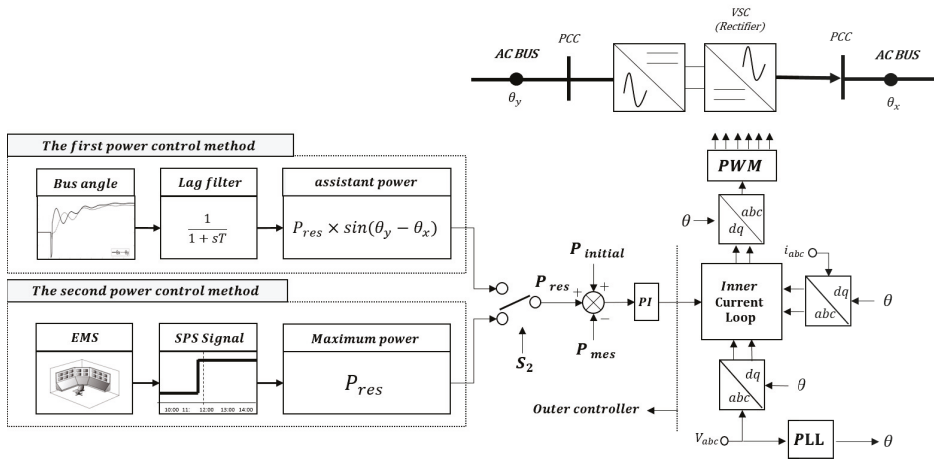 VSC
(Rectifier)
PCC
PCC
AC BUS
AC BUS
θy
θx
The first power control method
Bus angle
Lag filter
1
1 + sT
assistant power
Pres × sin(θy − θx)
The second power control method
EMS
SPS Signal
10:00 11: 12:00 13:00 14:00
Maximum power
Pres
S2
Pres
Pinitial
+
+
−
Pmes
PI
Outer controller
PWM
θ
abc
dq
Inner
Current
Loop
iabc
dq
abc
θ
dq
abc
θ
Vabc
PLL
θ